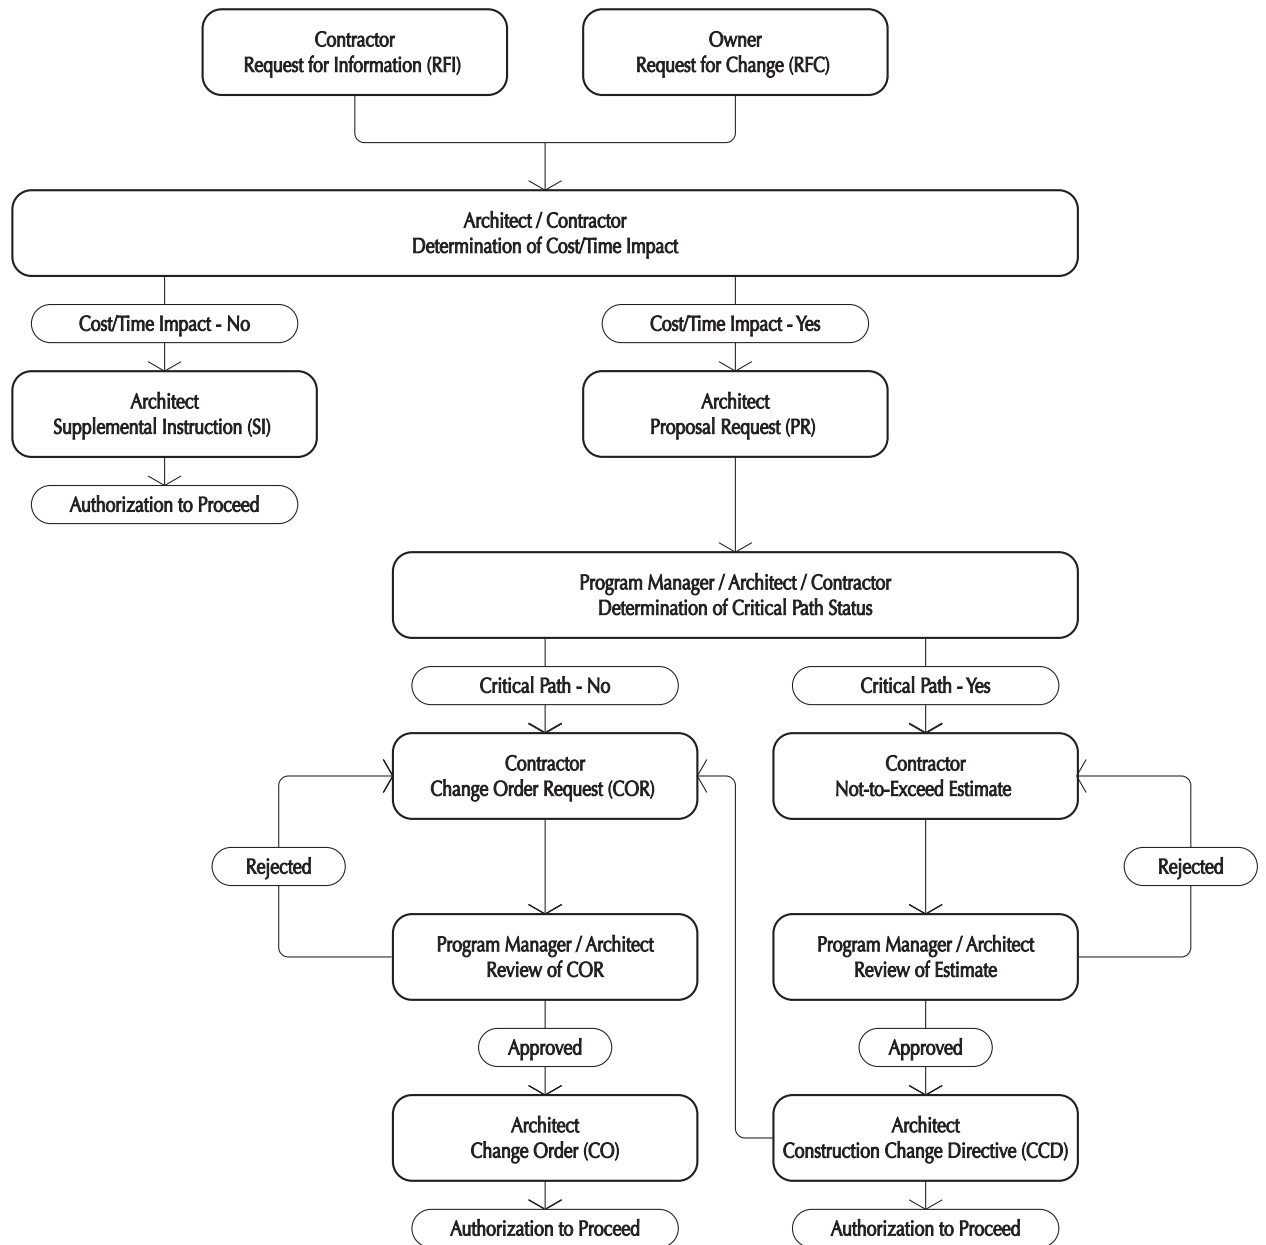 Contractor
Request for Information (RFI)
Owner
Request for Change (RFC)
Architect / Contractor
Determination of Cost/Time Impact
Cost/Time Impact - No
Cost/Time Impact - Yes
Architect
Supplemental Instruction (SI)
Architect
Proposal Request (PR)
Authorization to Proceed
Program Manager / Architect / Contractor
Determination of Critical Path Status
Critical Path - No
Critical Path - Yes
Contractor
Change Order Request (COR)
Contractor
Not-to-Exceed Estimate
Rejected
Rejected
Program Manager / Architect
Review of COR
Program Manager / Architect
Review of Estimate
Approved
Approved
Architect
Change Order (CO)
Architect
Construction Change Directive (CCD)
Authorization to Proceed
Authorization to Proceed